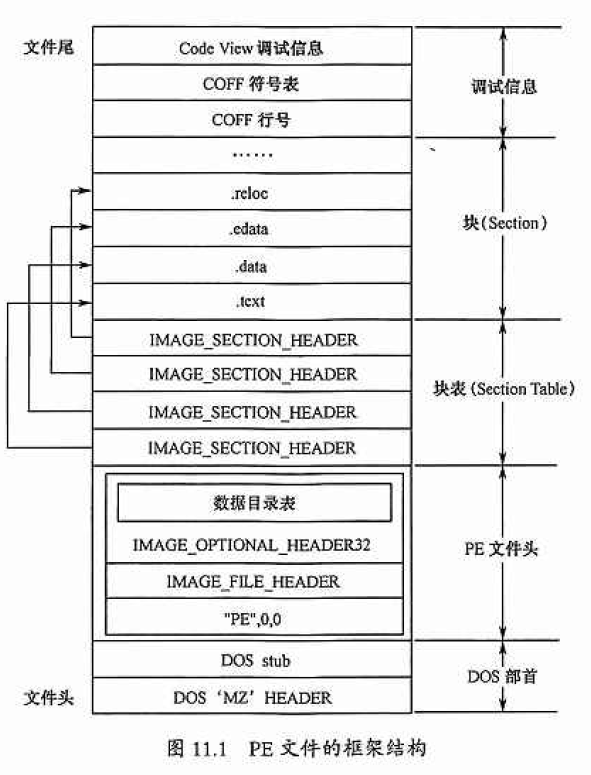 文件尾
Code View 调试信息
COFF 符号表
COFF 行号
调试信息
……
.reloc
.edata
.data
.text
块(Section)
IMAGE_SECTION_HEADER
IMAGE_SECTION_HEADER
IMAGE_SECTION_HEADER
IMAGE_SECTION_HEADER
块表(Section Table)
数据目录表
IMAGE_OPTIONAL_HEADER32
IMAGE_FILE_HEADER
"PE",0,0
PE 文件头
DOS stub
DOS 'MZ' HEADER
DOS 部首
文件头
图 11.1 PE 文件的框架结构